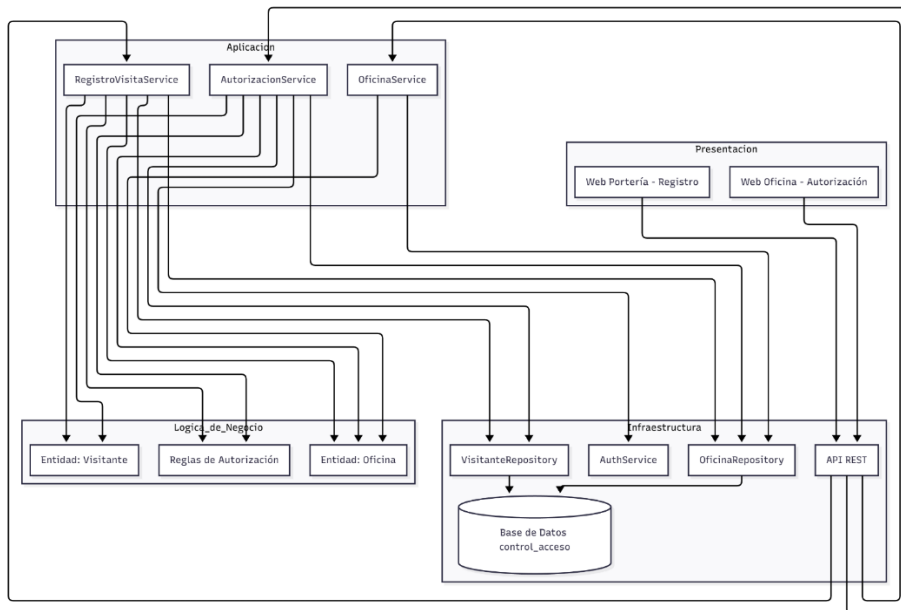 Aplicacion
RegistroVisitaService
AutorizacionService
OficinaService
Presentacion
Web Portería - Registro
Web Oficina - Autorización
Logica_de_Negocio
Entidad: Visitante
Reglas de Autorización
Entidad: Oficina
Infraestructura
VisitanteRepository
AuthService
OficinaRepository
API REST
Base de Datos
control_acceso